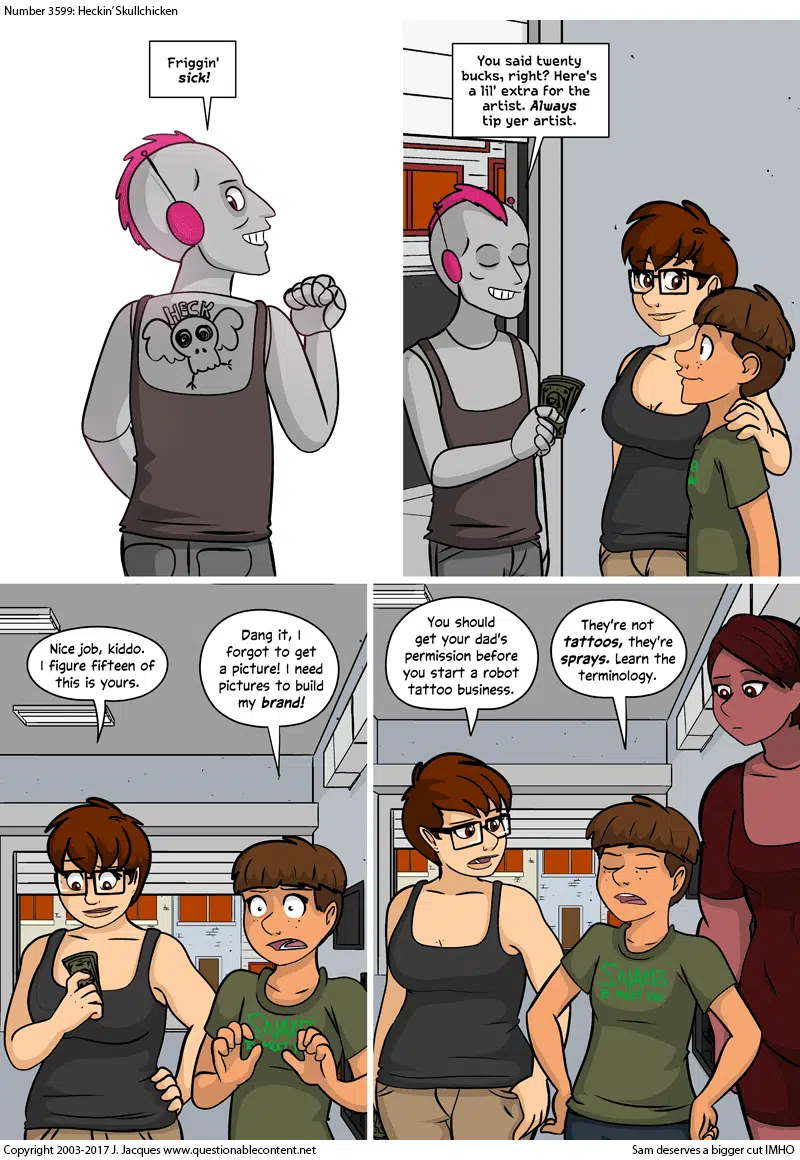 Number 3599: Heckin' Skullchicken
Friggin'
sick!
HECK
You said twenty
bucks, right? Here's
a lil' extra for the
artist. Always
tip yer artist.
Nice job, kiddo.
I figure fifteen of
this is yours.
Dang it, I
forgot to get
a picture! I need
pictures to build
my brand!
SNAKES
You should
get your dad's
permission before
you start a robot
tattoo business.
They're not
tattoos, they're
sprays. Learn the
terminology.
SNAKES
Copyright 2003-2017 J. Jacques www.questionablecontent.net
Sam deserves a bigger cut IMHO